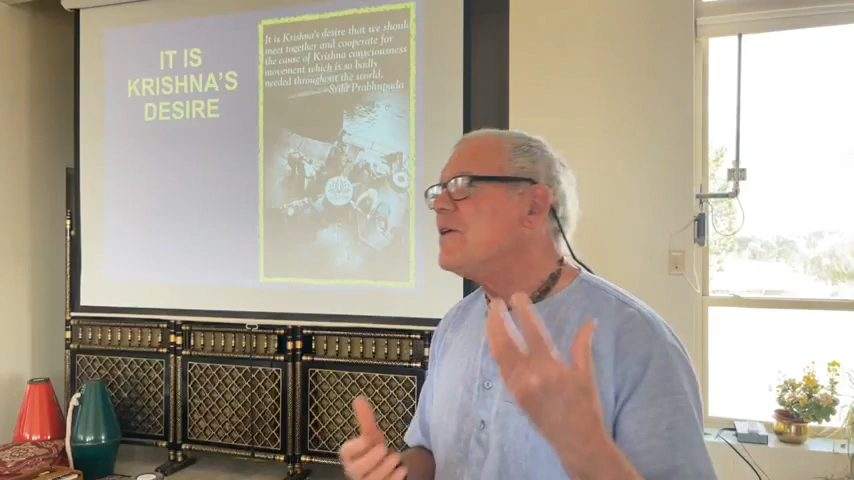 IT IS
KRISHNA'S
DESIRE
It is Krishna's desire that we should
meet together and cooperate for
the cause of Krishna consciousness
movement which is so badly
needed throughout the world.
—Srila Prabhupada